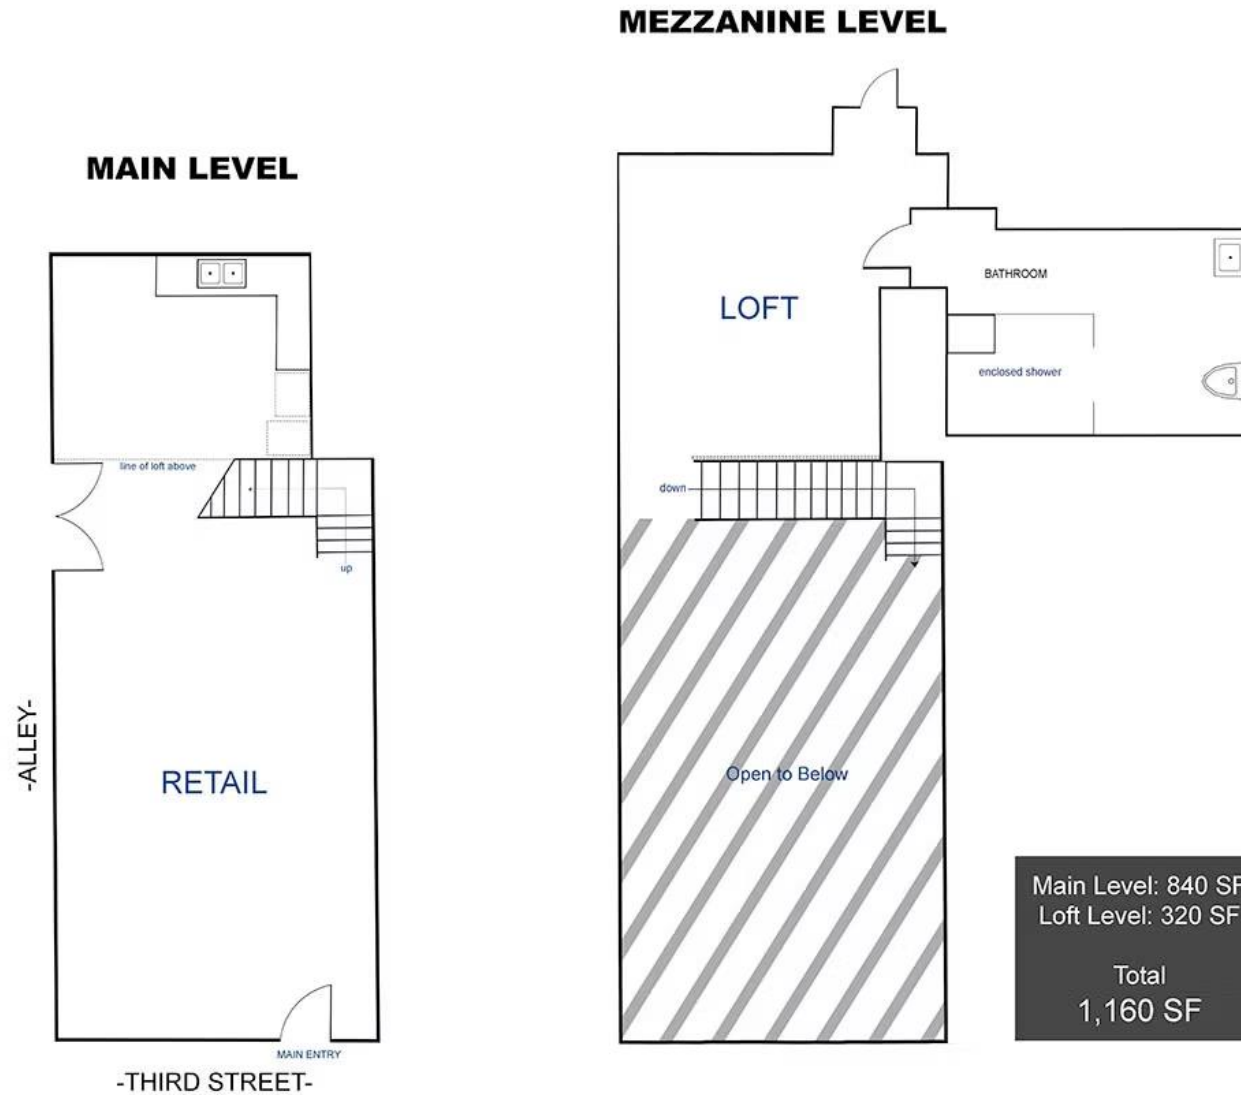 MEZZANINE LEVEL
MAIN LEVEL
LOFT
BATHROOM
enclosed shower
line of loft above
down
up
-ALLEY-
RETAIL
Open to Below
MAIN ENTRY
-THIRD STREET-
Main Level: 840 SF
Loft Level: 320 SF
Total
1,160 SF